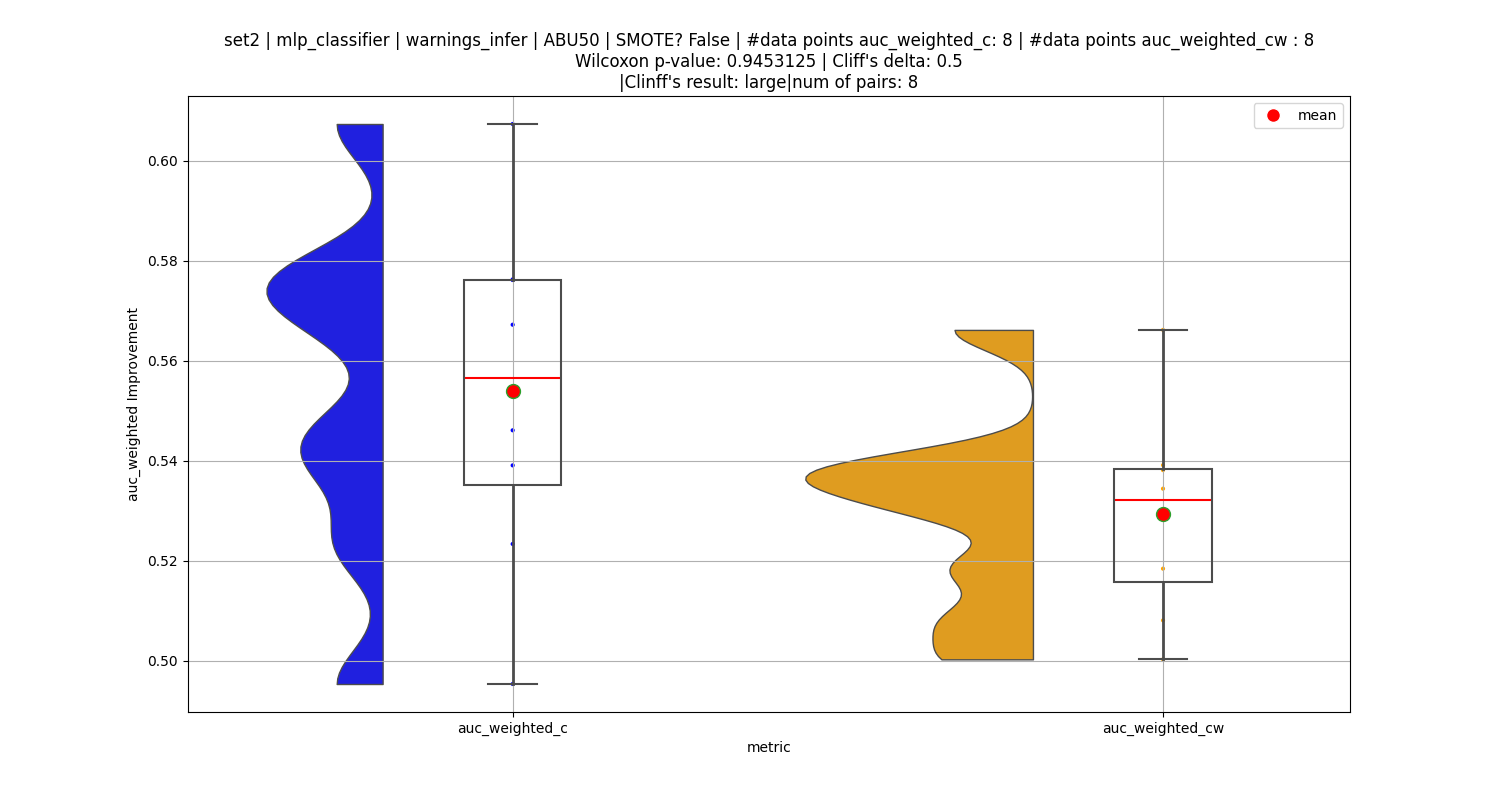 set2 | mlp_classifier | warnings_infer | ABU50 | SMOTE? False | #data points auc_weighted_c: 8 | #data points auc_weighted_cw : 8
Wilcoxon p-value: 0.9453125 | Cliff's delta: 0.5
|Clinff's result: large|num of pairs: 8
mean
0.60
0.58
0.56
0.54
0.52
0.50
auc_weighted Improvement
auc_weighted_c
auc_weighted_cw
metric